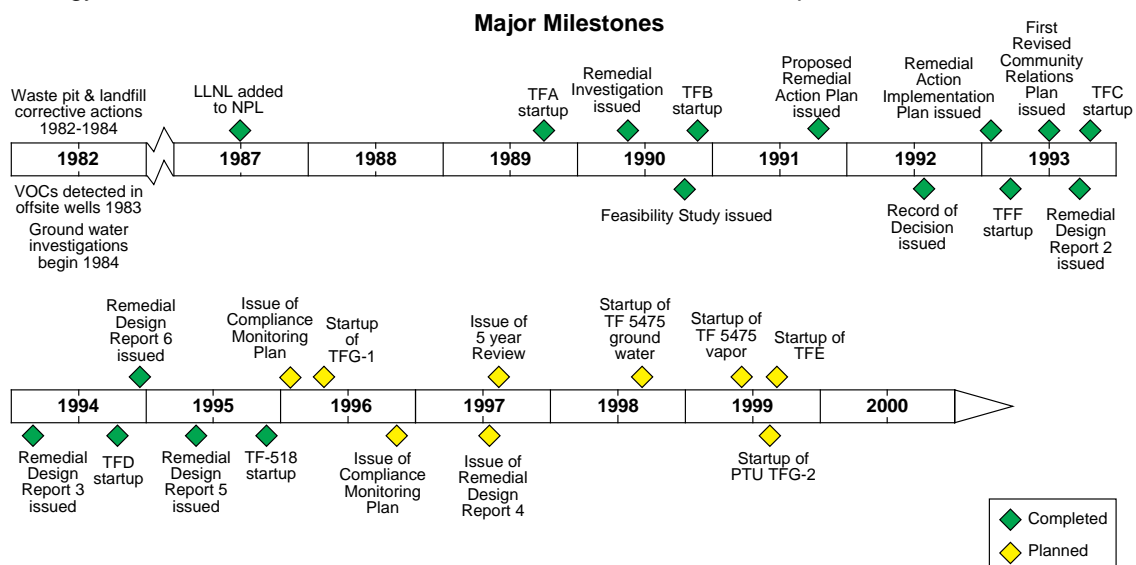 Major Milestones
Waste pit & landfill
corrective actions
1982-1984
LLNL added
to NPL
TFA
startup
Remedial
Investigation
issued
TFB
startup
Proposed
Remedial
Action Plan
issued
Remedial
Action
Implementation
Plan issued
First
Revised
Community
Relations
Plan
issued
TFC
startup
1982
1987
1988
1989
1990
1991
1992
1993
VOCs detected in
offsite wells 1983
Ground water
investigations
begin 1984
Feasibility Study issued
Record of
Decision
issued
TFF
startup
Remedial
Design
Report 2
issued
Remedial
Design
Report 6
issued
Issue of
Compliance
Monitoring
Plan
Startup
of
TFG-1
Issue of
5 year
Review
Startup of
TF 5475
ground
water
Startup of
TF 5475
vapor
Startup of
TFE
1994
1995
1996
1997
1998
1999
2000
Remedial
Design
Report 3
issued
TFD
startup
Remedial
Design
Report 5
issued
TF-518
startup
Issue of
Compliance
Monitoring
Plan
Issue of
Remedial
Design
Report 4
Startup of
PTU TFG-2
Completed
Planned